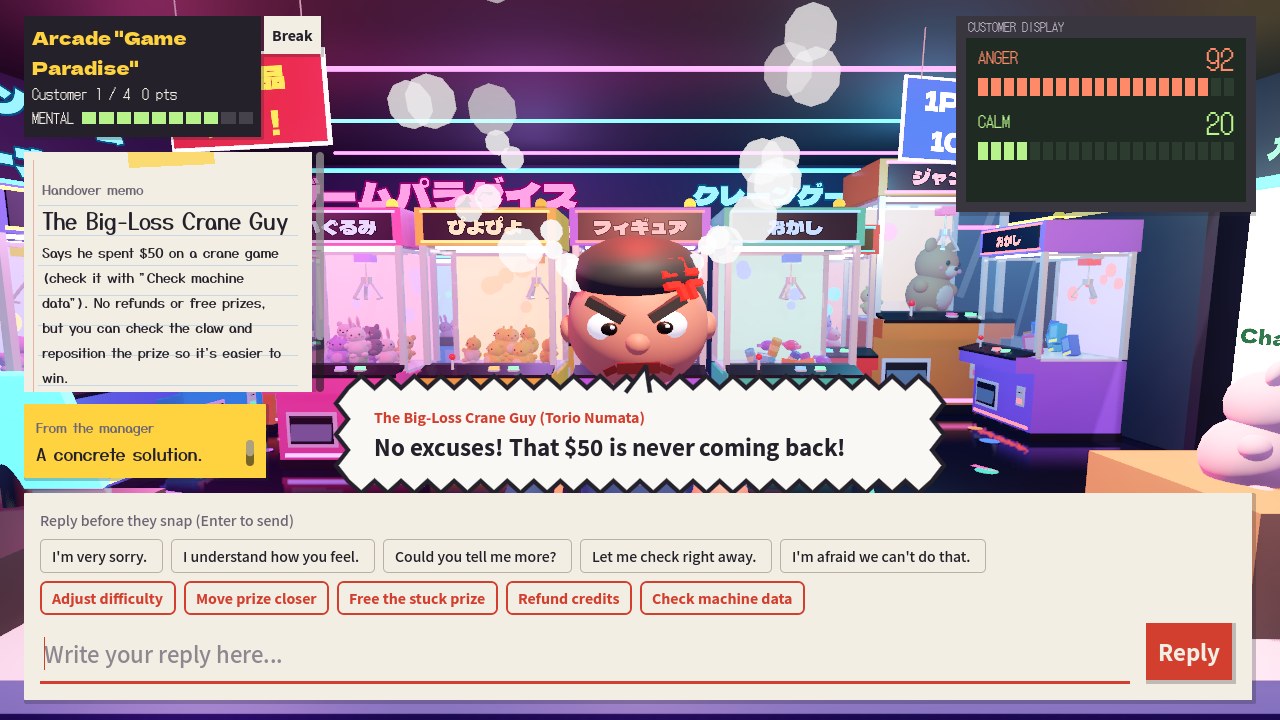 Arcade "Game
Paradise"
Customer 1 / 4 0 pts
MENTAL
Break
!
CUSTOMER DISPLAY
ANGER 92
CALM 20
Handover memo
The Big-Loss Crane Guy
Says he spent $50 on a crane game
(check it with "Check machine
data"). No refunds or free prizes,
but you can check the claw and
reposition the prize so it's easier to
win.
From the manager
A concrete solution.
ームパラダイス
クレーンゲー
1P
10
ジャン
ぐるみ
ぴよぴよ
フィギュア
おかし
おかし
Cha
The Big-Loss Crane Guy (Torio Numata)
No excuses! That $50 is never coming back!
Reply before they snap (Enter to send)
I'm very sorry.
I understand how you feel.
Could you tell me more?
Let me check right away.
I'm afraid we can't do that.
Adjust difficulty
Move prize closer
Free the stuck prize
Refund credits
Check machine data
Write your reply here...
Reply